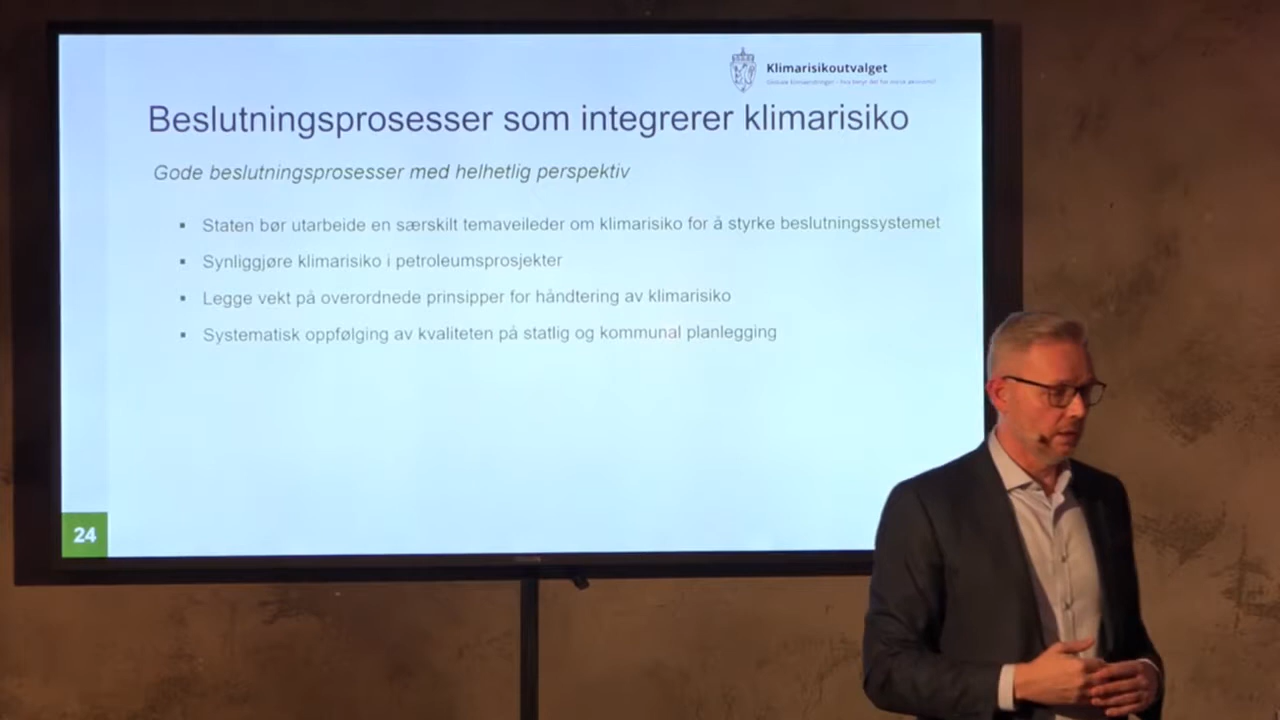 Klimarisikoutvalget
Beslutningsprosesser som integrerer klimarisiko
Gode beslutningsprosesser med helhetlig perspektiv
▪ Staten bør utarbeide en særskilt temaveileder om klimarisiko for å styrke beslutningssystemet
▪ Synliggjøre klimarisiko i petroleumsprosjekter
▪ Legge vekt på overordnede prinsipper for håndtering av klimarisiko
▪ Systematisk oppfølging av kvaliteten på statlig og kommunal planlegging
24